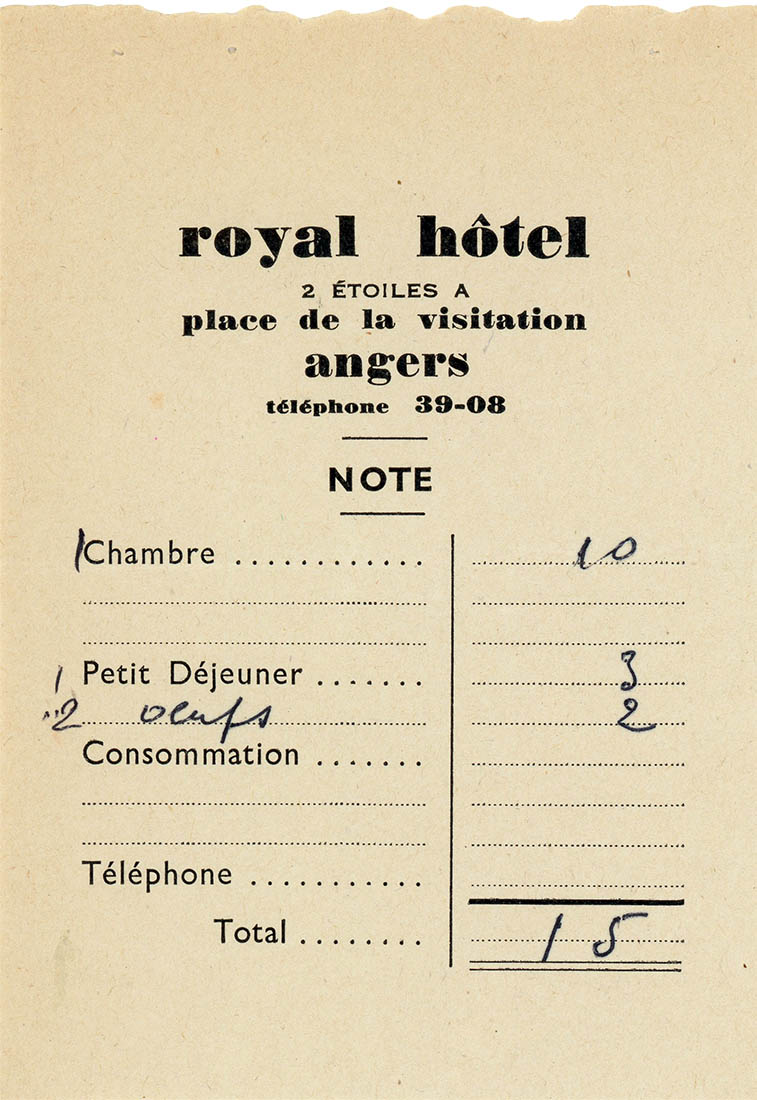 royal hôtel
2 ÉTOILES A
place de la visitation
angers
téléphone 39-08
NOTE
1 Chambre ............ 10
1 Petit Déjeuner ....... 3
2 oeufs 2
Consommation .......
Téléphone ...........
Total ........ 15